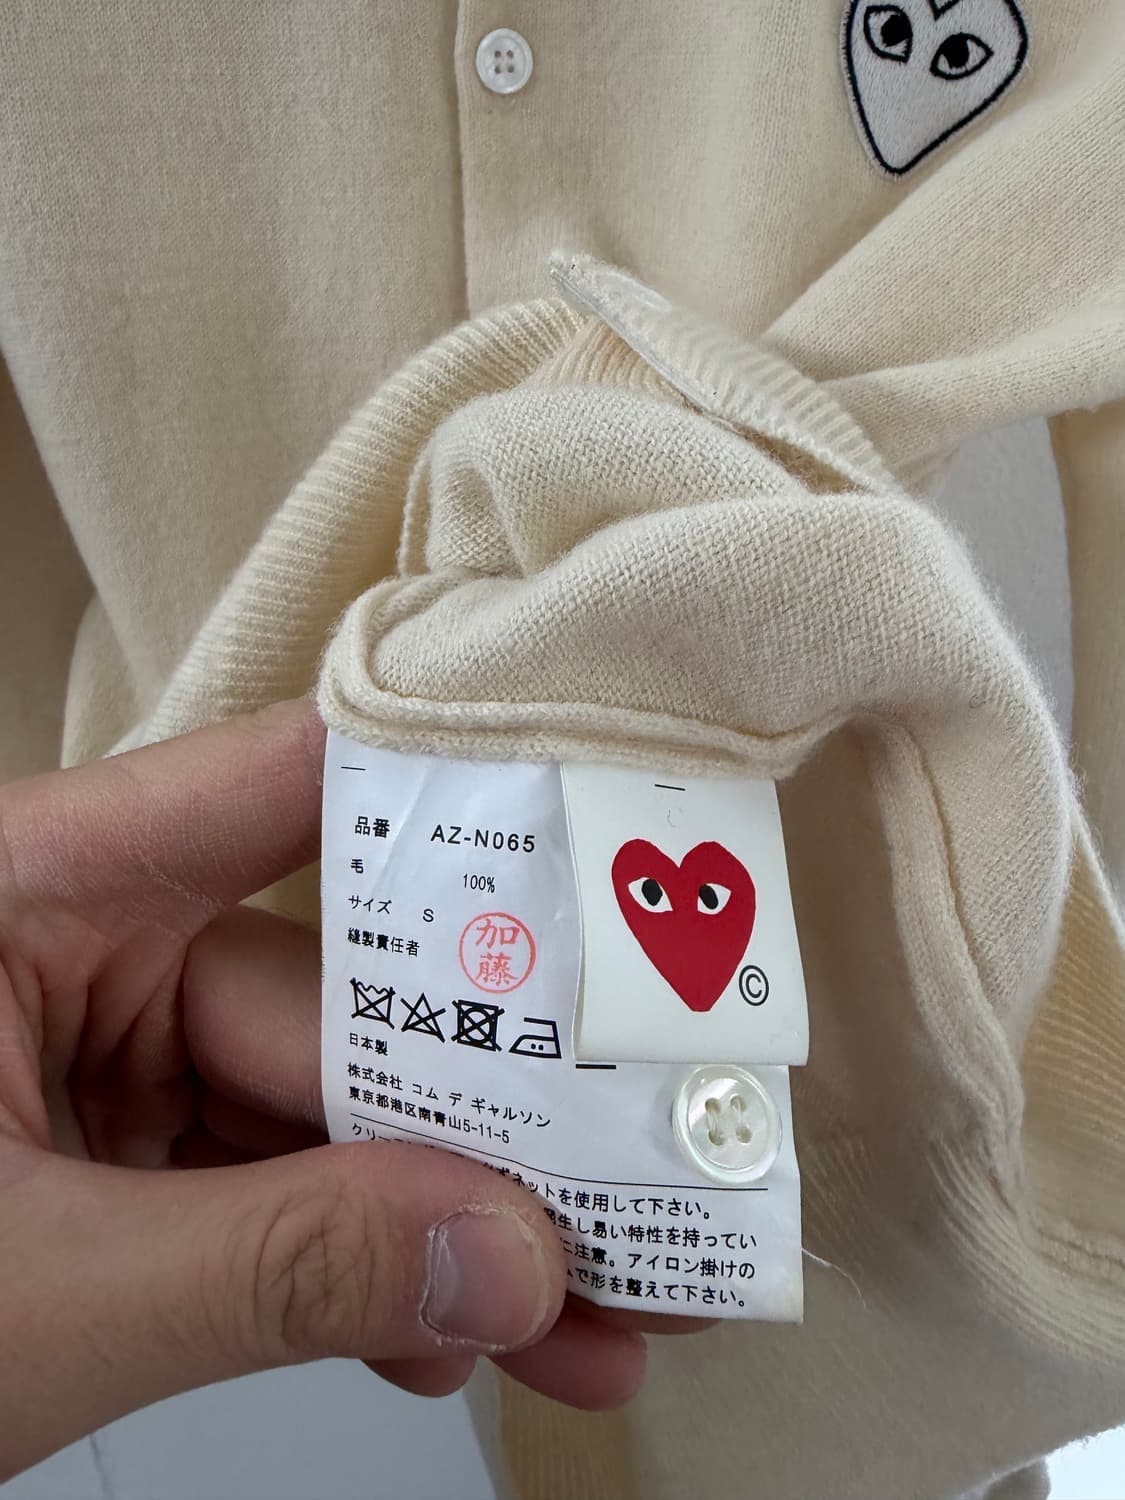 品番 AZ-N065
毛 100%
サイズ S
縫製責任者 加藤
日本製
株式会社 コム デ ギャルソン
東京都港区南青山5-11-5
ネットを使用して下さい。
発生し易い特性を持ってい
に注意。アイロン掛けの
で形を整えて下さい。
©